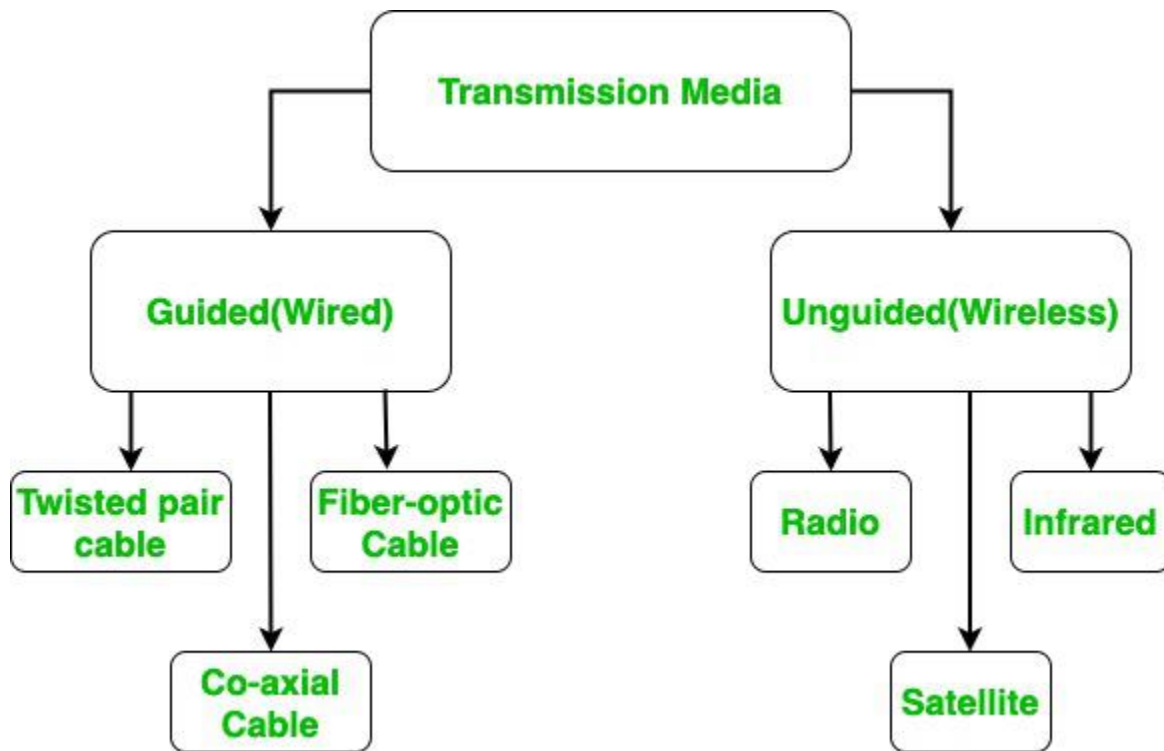 Transmission Media
Guided(Wired)
Unguided(Wireless)
Twisted pair
cable
Fiber-optic
Cable
Radio
Infrared
Co-axial
Cable
Satellite